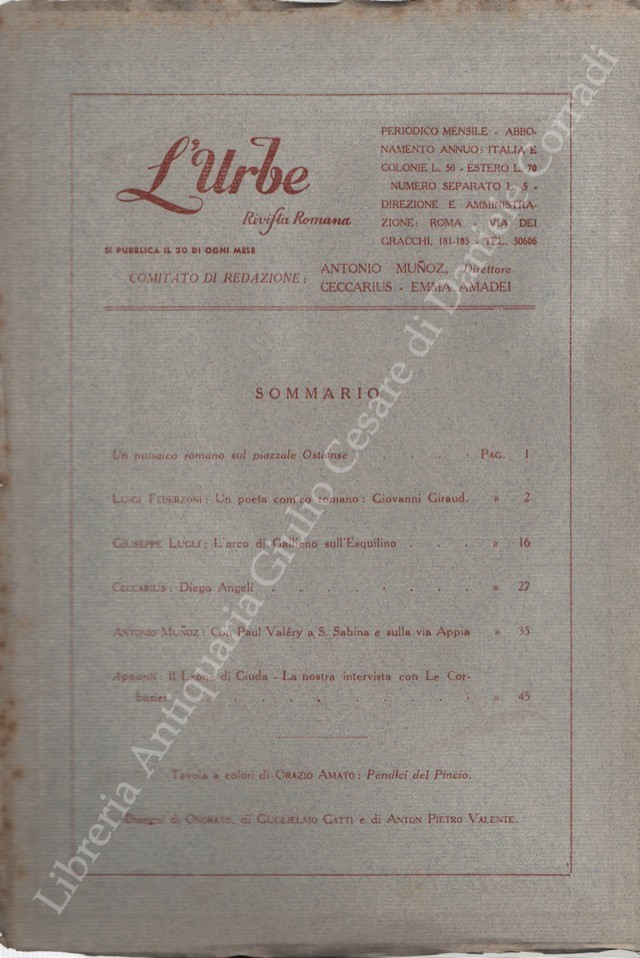 L'Urbe
Rivista Romana
SI PUBBLICA IL 20 DI OGNI MESE
PERIODICO MENSILE - ABBO-
NAMENTO ANNUO: ITALIA E
COLONIE L. 50 - ESTERO L. 70
NUMERO SEPARATO L. 5 -
DIREZIONE E AMMINISTRA-
ZIONE: ROMA - VIA DEI
GRACCHI, 181-185 - TEL. 30606
COMITATO DI REDAZIONE: ANTONIO MUÑOZ, Direttore
CECCARIUS - EMMA AMADEI
SOMMARIO
Un musaico romano sul piazzale Ostiense . . . . PAG. 1
LUIGI FEDERZONI: Un poeta comico romano: Giovanni Giraud. » 2
GIUSEPPE LUGLI: L'arco di Gallieno sull'Esquilino . . . » 16
CECCARIUS: Diego Angeli . . . . . . . » 27
ANTONIO MUÑOZ: Con Paul Valéry a S. Sabina e sulla via Appia » 35
Appunti: Il Leone di Giuda - La nostra intervista con Le Cor-
busier . . . . . . . . . » 45
Tavola a colori di ORAZIO AMATO: Pendici del Pincio.
Disegni di ONORATO, di GUGLIELMO GATTI e di ANTON PIETRO VALENTE.
Libreria Antiquaria Giulio Cesare di Daniele Corradi